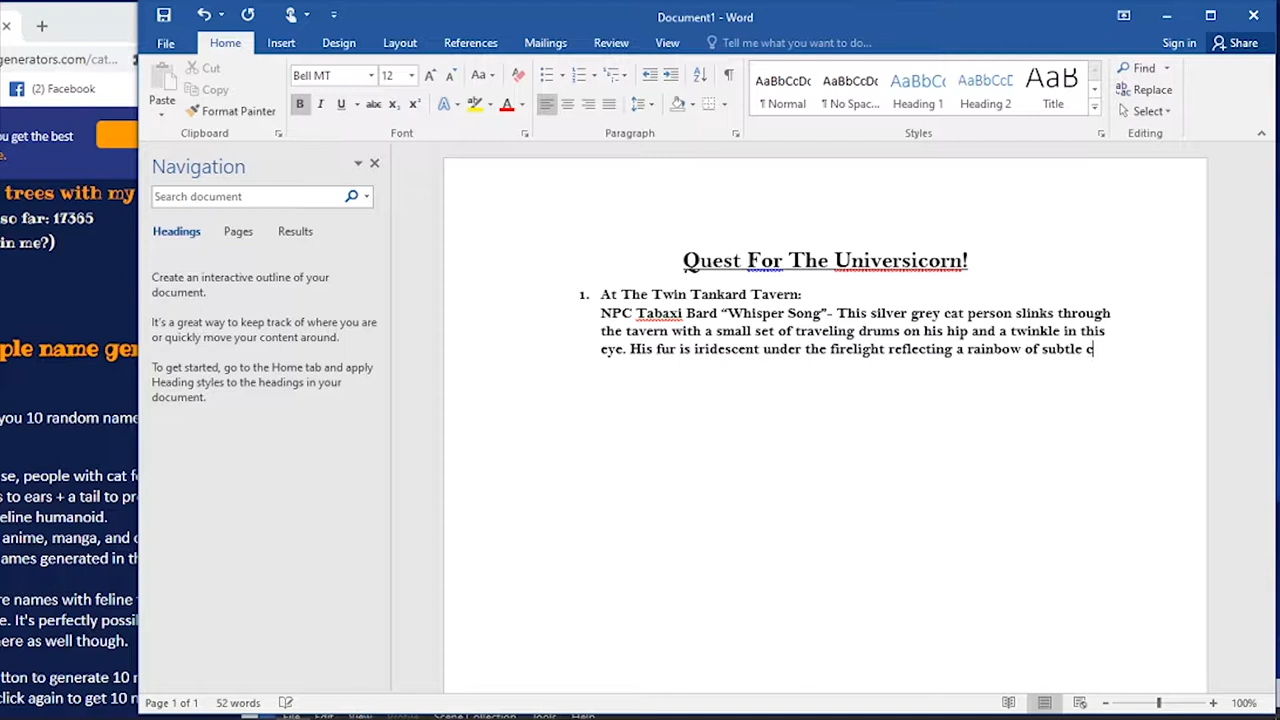 Document1 - Word
File Home Insert Design Layout References Mailings Review View Tell me what you want to do... Sign in Share
Paste
Cut
Copy
Format Painter
Clipboard
Bell MT 12
Font
Paragraph
AaBbCcDc AaBbCcDc AaBbCc AaBbCcD AaB
¶ Normal ¶ No Spac... Heading 1 Heading 2 Title
Styles
Find
Replace
Select
Editing
generators.com/cat...
(2) Facebook
you get the best
trees with my
so far: 17365
in me?)
ple name gen
you 10 random name
se, people with cat f
s to ears + a tail to pr
eline humanoid.
anime, manga, and
ames generated in th
re names with feline
e. It's perfectly possi
ere as well though.
tton to generate 10
click again to get 10
Navigation
Search document
Headings Pages Results
Create an interactive outline of your
document.
It's a great way to keep track of where you are
or quickly move your content around.
To get started, go to the Home tab and apply
Heading styles to the headings in your
document.
Quest For The Universicorn!
1. At The Twin Tankard Tavern:
NPC Tabaxi Bard “Whisper Song”- This silver grey cat person slinks through
the tavern with a small set of traveling drums on his hip and a twinkle in this
eye. His fur is iridescent under the firelight reflecting a rainbow of subtle c
Page 1 of 1 52 words 100%